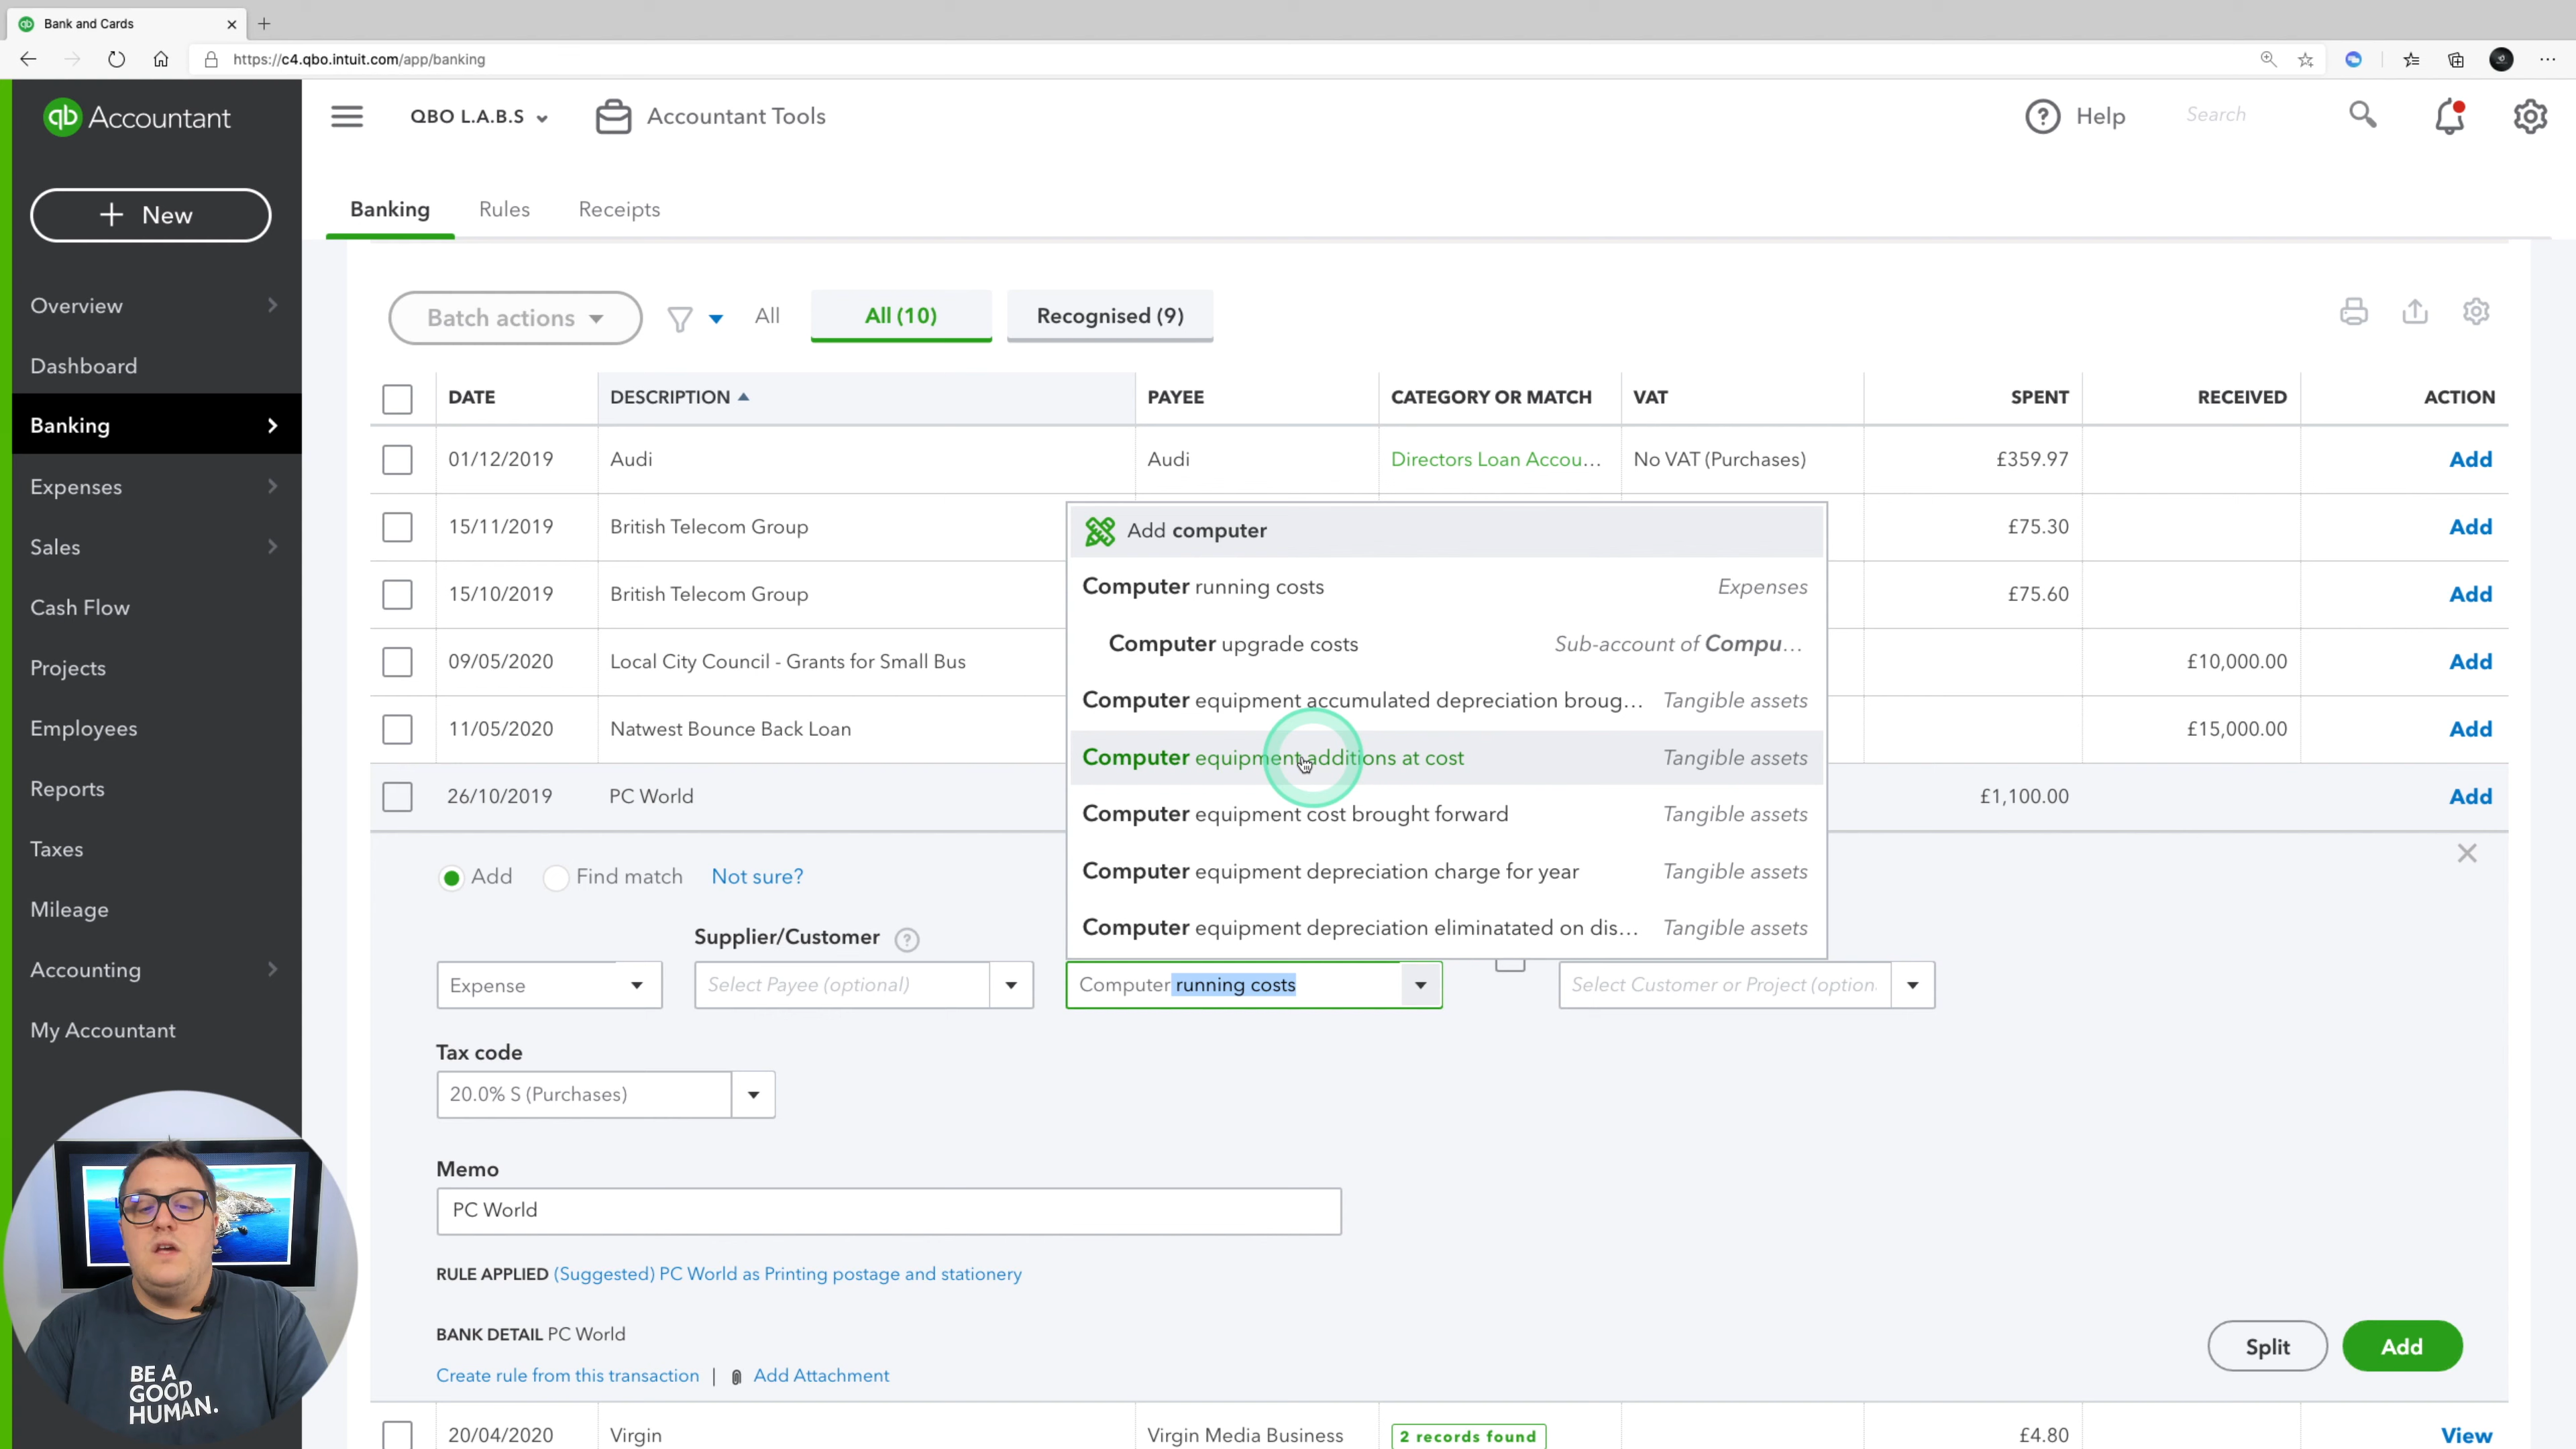 Bank and Cards
https://c4.qbo.intuit.com/app/banking
qb Accountant
QBO L.A.B.S
Accountant Tools
Help
Search
+ New
Banking Rules Receipts
Overview
Dashboard
Banking
Expenses
Sales
Cash Flow
Projects
Employees
Reports
Taxes
Mileage
Accounting
My Accountant
Batch actions All All (10) Recognised (9)
DATE DESCRIPTION PAYEE CATEGORY OR MATCH VAT SPENT RECEIVED ACTION
01/12/2019 Audi Audi Directors Loan Accou... No VAT (Purchases) £359.97 Add
15/11/2019 British Telecom Group £75.30 Add
15/10/2019 British Telecom Group £75.60 Add
09/05/2020 Local City Council - Grants for Small Bus £10,000.00 Add
11/05/2020 Natwest Bounce Back Loan £15,000.00 Add
26/10/2019 PC World £1,100.00 Add
Add computer
Computer running costs Expenses
Computer upgrade costs Sub-account of Compu...
Computer equipment accumulated depreciation broug... Tangible assets
Computer equipment additions at cost Tangible assets
Computer equipment cost brought forward Tangible assets
Computer equipment depreciation charge for year Tangible assets
Computer equipment depreciation eliminatated on dis... Tangible assets
Add Find match Not sure?
Supplier/Customer ?
Expense Select Payee (optional) Computer running costs Select Customer or Project (option
Tax code
20.0% S (Purchases)
Memo
PC World
RULE APPLIED (Suggested) PC World as Printing postage and stationery
BANK DETAIL PC World
Create rule from this transaction | Add Attachment
Split Add
20/04/2020 Virgin Virgin Media Business 2 records found £4.80 View
BE A
GOOD
HUMAN.